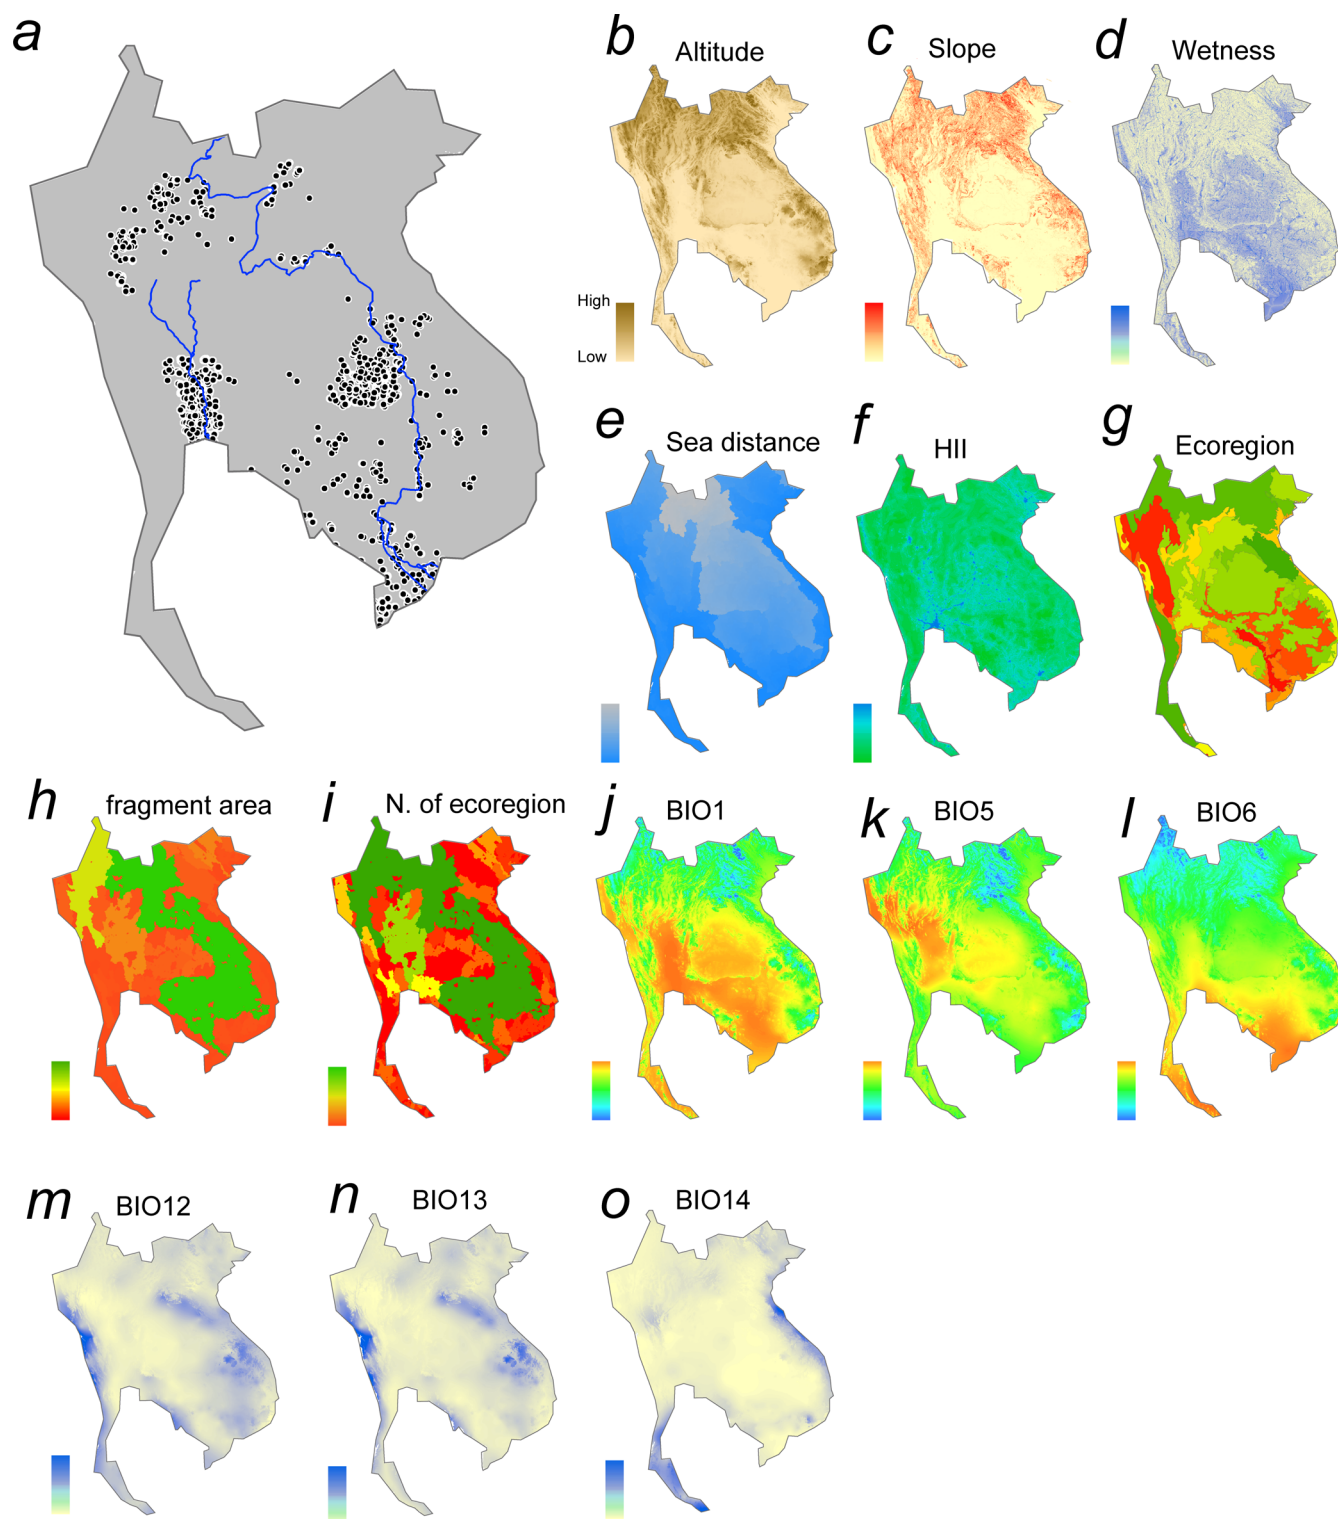 a
b
Altitude
c
Slope
d
Wetness
High
Low
e
Sea distance
f
HII
g
Ecoregion
h
fragment area
i
N. of ecoregion
j
BIO1
k
BIO5
l
BIO6
m
BIO12
n
BIO13
o
BIO14